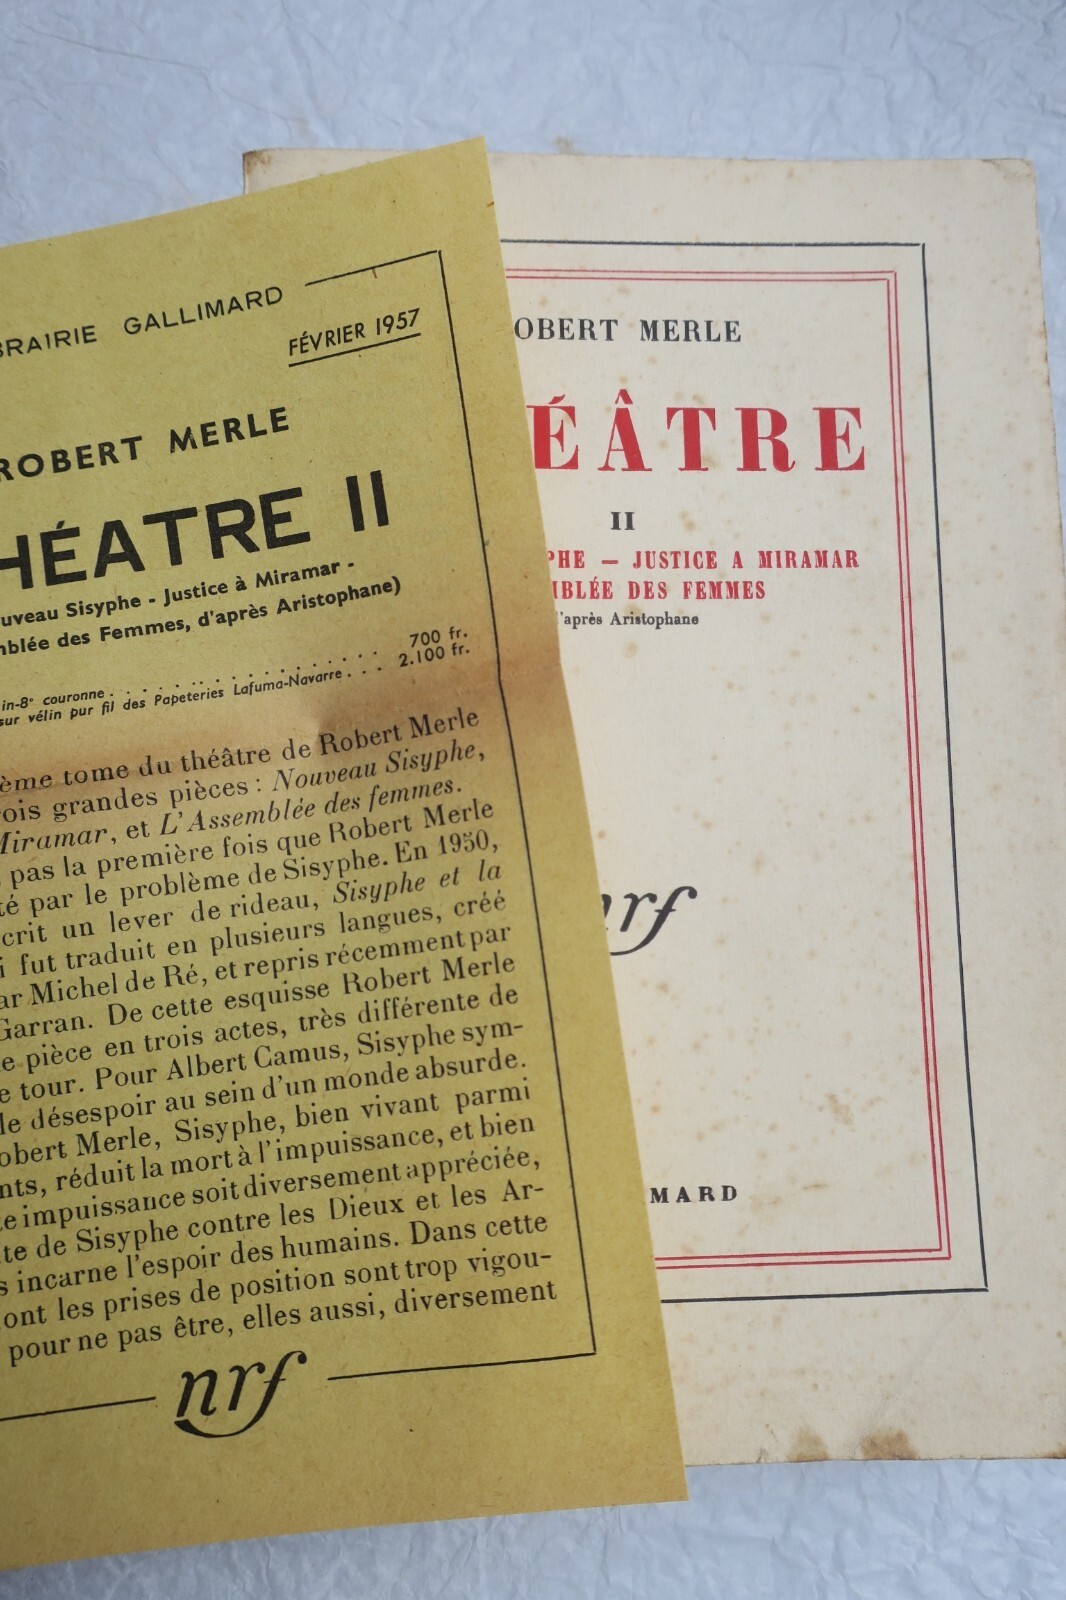 BRAIRIE GALLIMARD
FÉVRIER 1957
ROBERT MERLE
HÉATRE II
uveau Sisyphe - Justice à Miramar -
mblée des Femmes, d'après Aristophane)
in-8° couronne . . . . . . . . . . . . . . . . 700 fr.
sur vélin pur fil des Papeteries Lafuma-Navarre . . . 2.100 fr.
ème tome du théâtre de Robert Merle
rois grandes pièces : Nouveau Sisyphe,
Miramar, et L'Assemblée des femmes.
pas la première fois que Robert Merle
té par le problème de Sisyphe. En 1950,
crit un lever de rideau, Sisyphe et la
i fut traduit en plusieurs langues, créé
ar Michel de Ré, et repris récemment par
Garran. De cette esquisse Robert Merle
e pièce en trois actes, très différente de
e tour. Pour Albert Camus, Sisyphe sym-
le désespoir au sein d'un monde absurde.
obert Merle, Sisyphe, bien vivant parmi
nts, réduit la mort à l'impuissance, et bien
te impuissance soit diversement appréciée,
te de Sisyphe contre les Dieux et les Ar-
s incarne l'espoir des humains. Dans cette
ont les prises de position sont trop vigou-
pour ne pas être, elles aussi, diversement
nrf
OBERT MERLE
ÉÂTRE
II
PHE — JUSTICE A MIRAMAR
MBLÉE DES FEMMES
d'après Aristophane
nrf
MARD